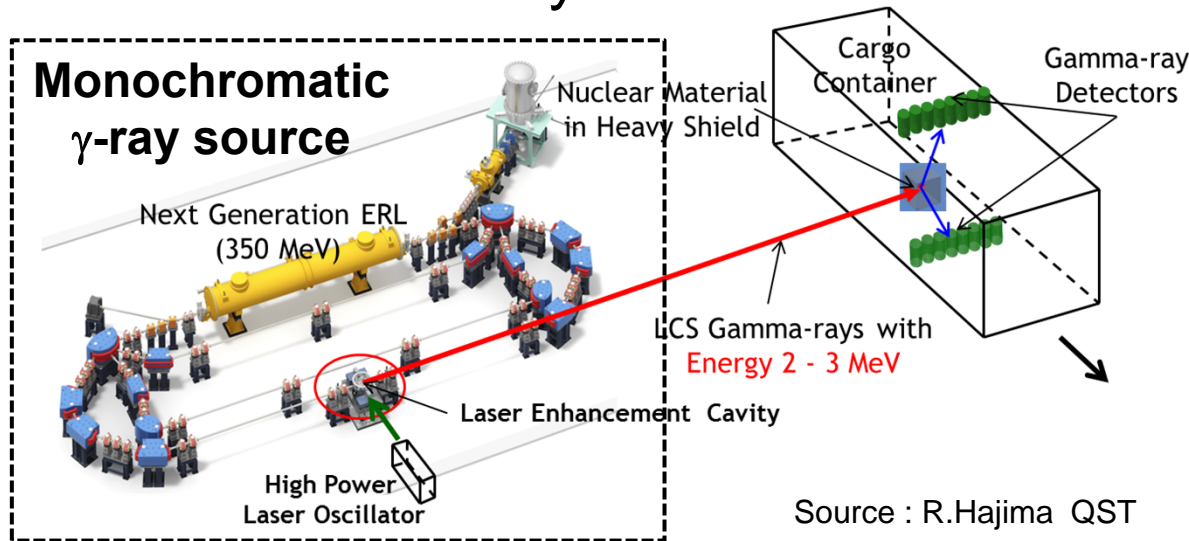 Monochromatic
γ-ray source
Next Generation ERL
(350 MeV)
Nuclear Material
in Heavy Shield
Cargo
Container
Gamma-ray
Detectors
LCS Gamma-rays with
Energy 2 - 3 MeV
Laser Enhancement Cavity
High Power
Laser Oscillator
Source : R.Hajima QST